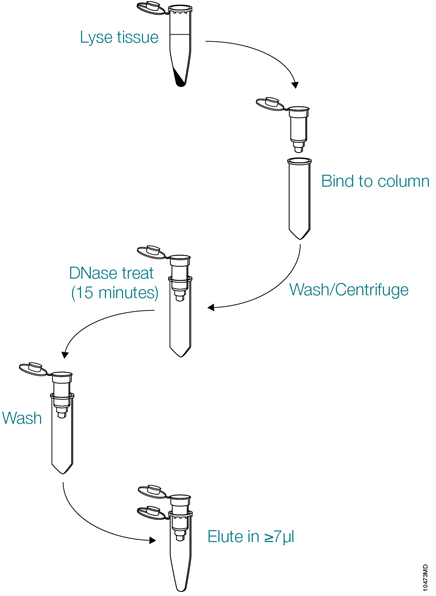 Lyse tissue
Bind to column
Wash/Centrifuge
DNase treat
(15 minutes)
Wash
Elute in ≥7µl
10473MD